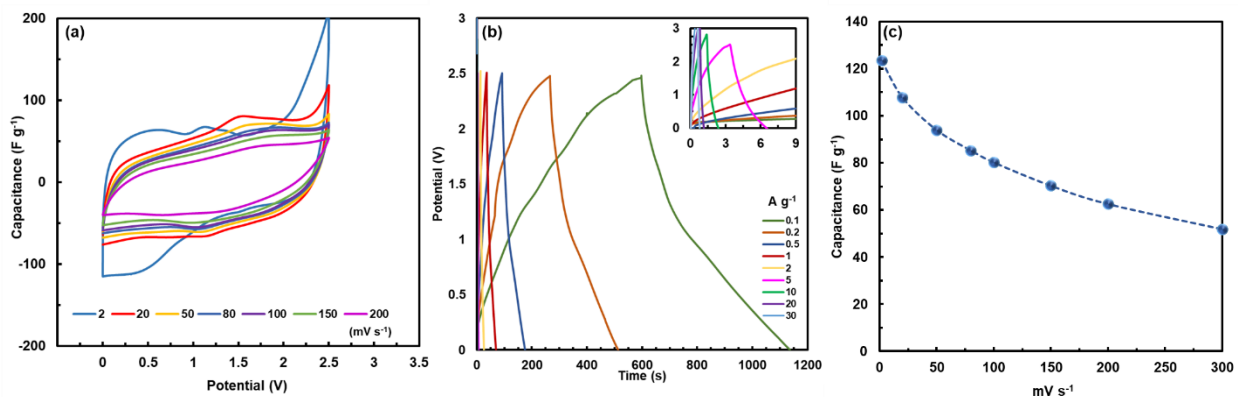 (a)
Capacitance (F g⁻¹)
200
100
0
-100
-200
0
0.5
1
1.5
2
2.5
3
3.5
2 20 50 80 100 150 200
(mV s⁻¹)
Potential (V)
(b)
Potential (V)
3
2.5
2
1.5
1
0.5
0
0 200 400 600 800 1000 1200
Time (s)
3
2
1
0
0 3 6 9
A g⁻¹
0.1
0.2
0.5
1
2
5
10
20
30
(c)
Capacitance (F g⁻¹)
140
120
100
80
60
40
20
0
0 50 100 150 200 250 300
mV s⁻¹